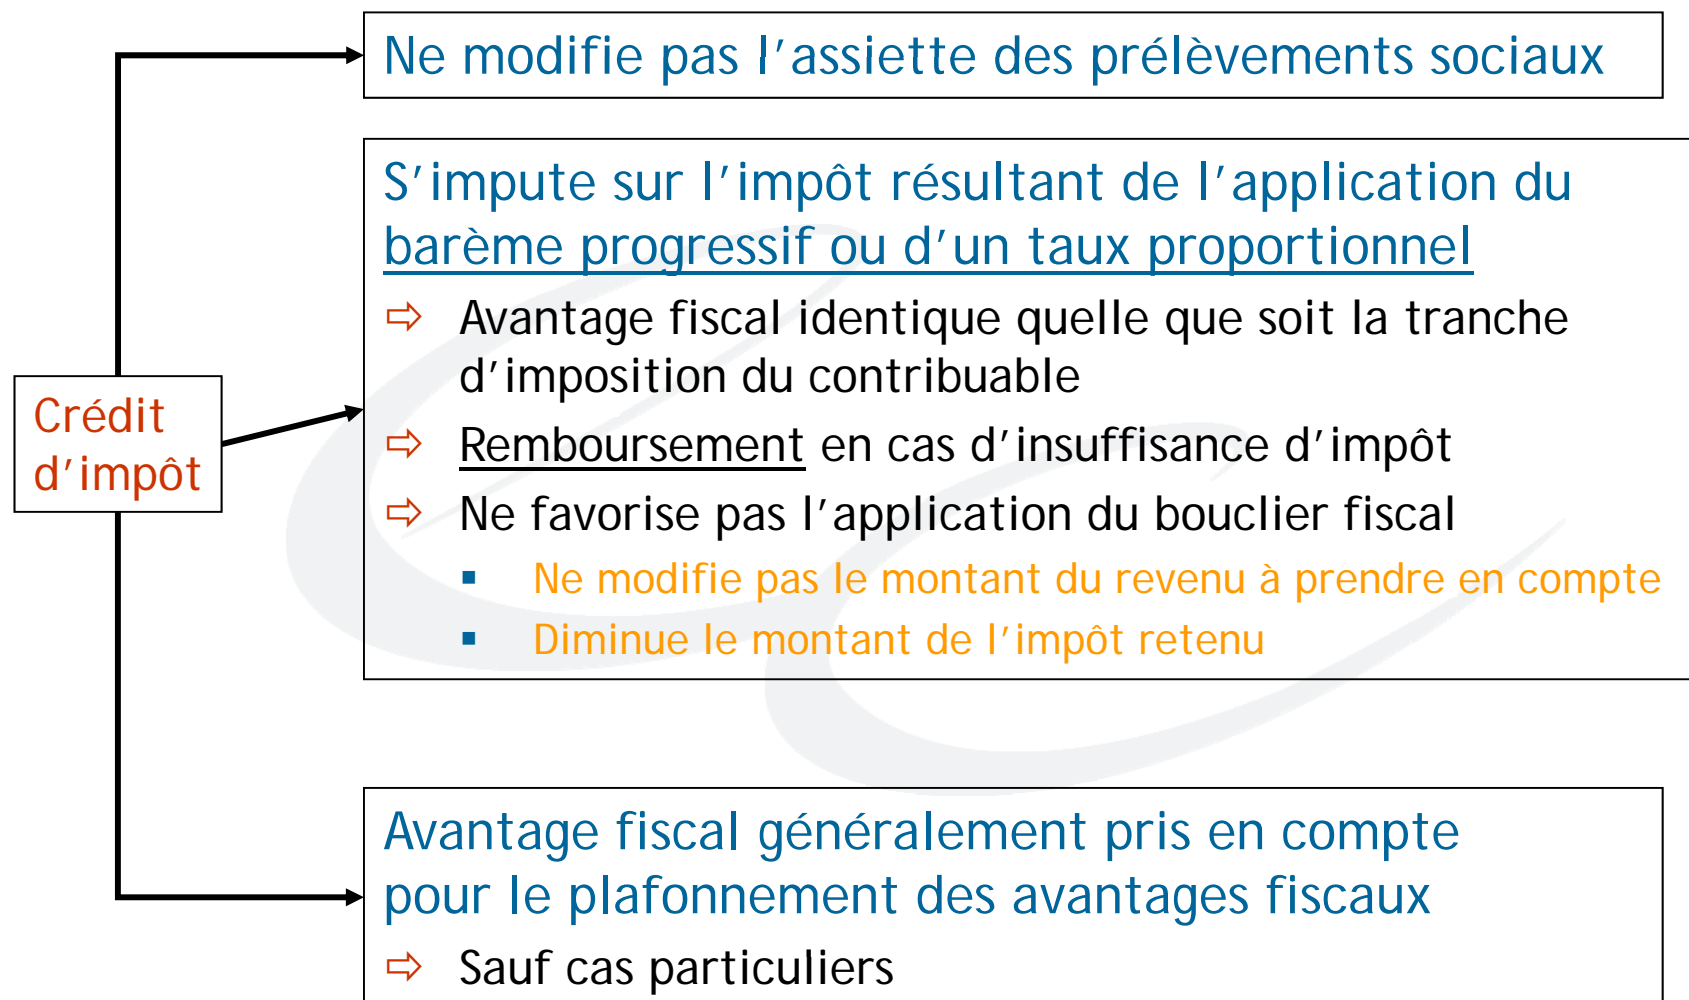 Ne modifie pas l’assiette des prélèvements sociaux
S’impute sur l’impôt résultant de l’application du
barème progressif ou d’un taux proportionnel
⇨ Avantage fiscal identique quelle que soit la tranche
d’imposition du contribuable
Crédit
d’impôt
⇨ Remboursement en cas d’insuffisance d’impôt
⇨ Ne favorise pas l’application du bouclier fiscal
▪ Ne modifie pas le montant du revenu à prendre en compte
▪ Diminue le montant de l’impôt retenu
Avantage fiscal généralement pris en compte
pour le plafonnement des avantages fiscaux
⇨ Sauf cas particuliers